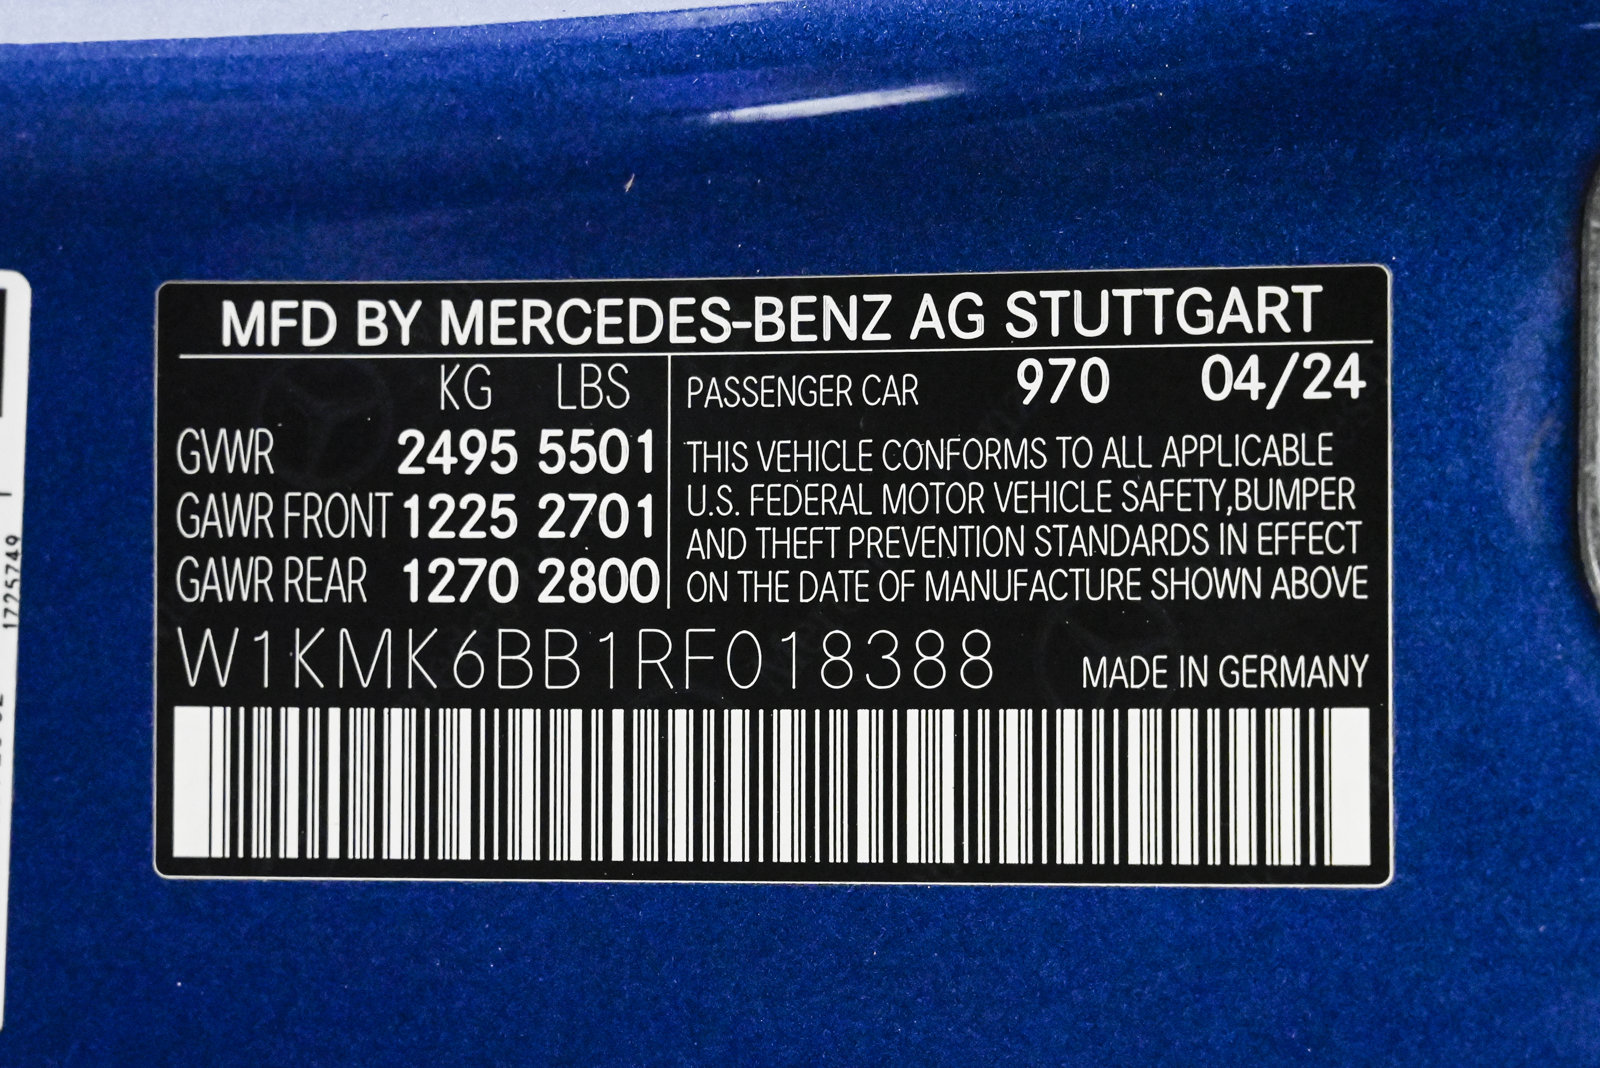 MFD BY MERCEDES-BENZ AG STUTTGART
KG LBS
GVWR 2495 5501
GAWR FRONT 1225 2701
GAWR REAR 1270 2800
PASSENGER CAR 970 04/24
THIS VEHICLE CONFORMS TO ALL APPLICABLE
U.S. FEDERAL MOTOR VEHICLE SAFETY,BUMPER
AND THEFT PREVENTION STANDARDS IN EFFECT
ON THE DATE OF MANUFACTURE SHOWN ABOVE
W1KMK6BB1RF018388
MADE IN GERMANY
1725749